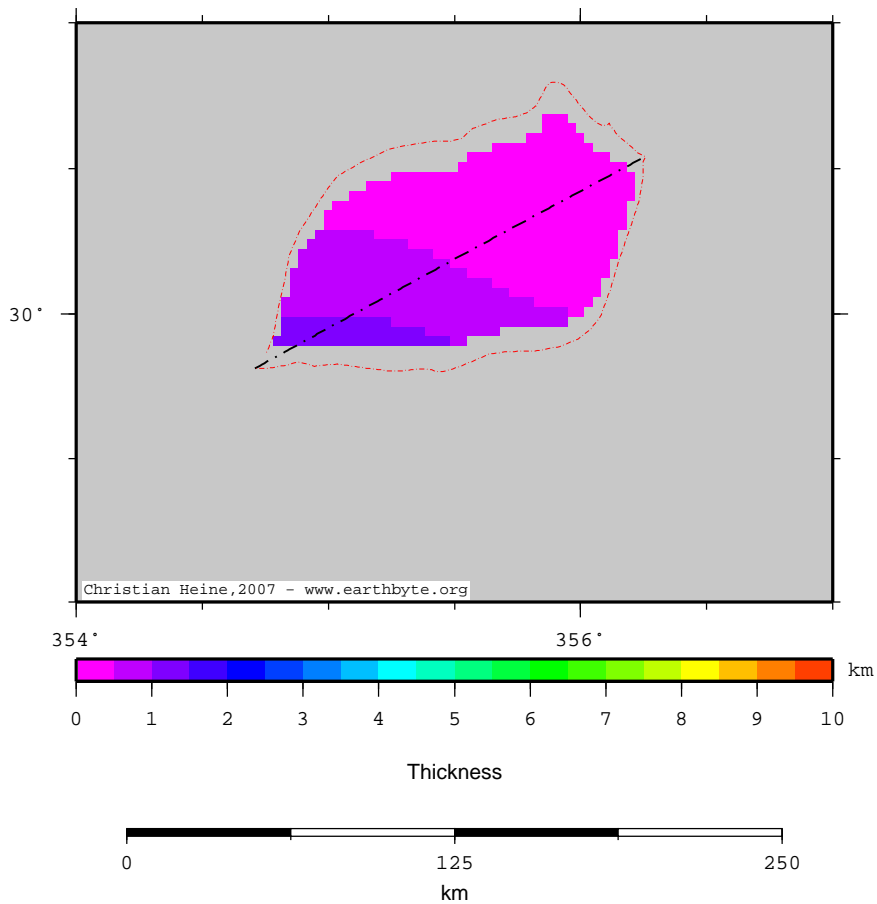 30°
Christian Heine,2007 - www.earthbyte.org
354° 356°
km
0 1 2 3 4 5 6 7 8 9 10
Thickness
0 125 250
km